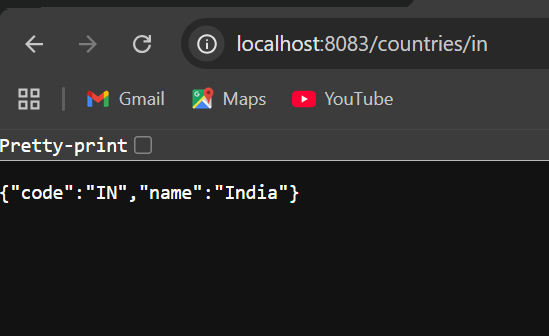 localhost:8083/countries/in
Gmail Maps YouTube
Pretty-print
{"code":"IN","name":"India"}